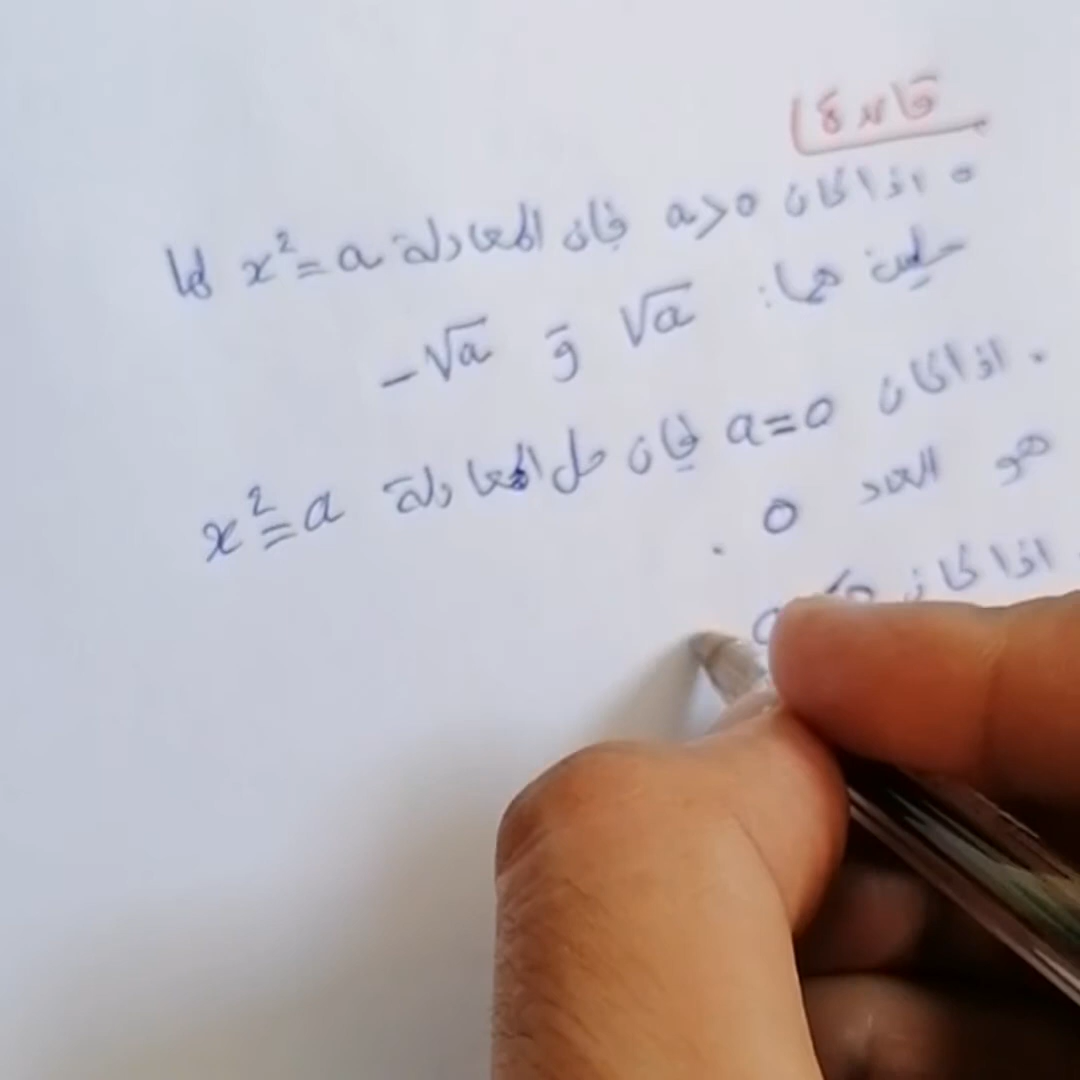 قاعدة
• اذا كان a>0 فإن المعادلة x²=a لها
حلين هما: √a و -√a
• اذا كان a=0 فإن حل المعادلة x²=a
هو العدد 0 .
• اذا كان